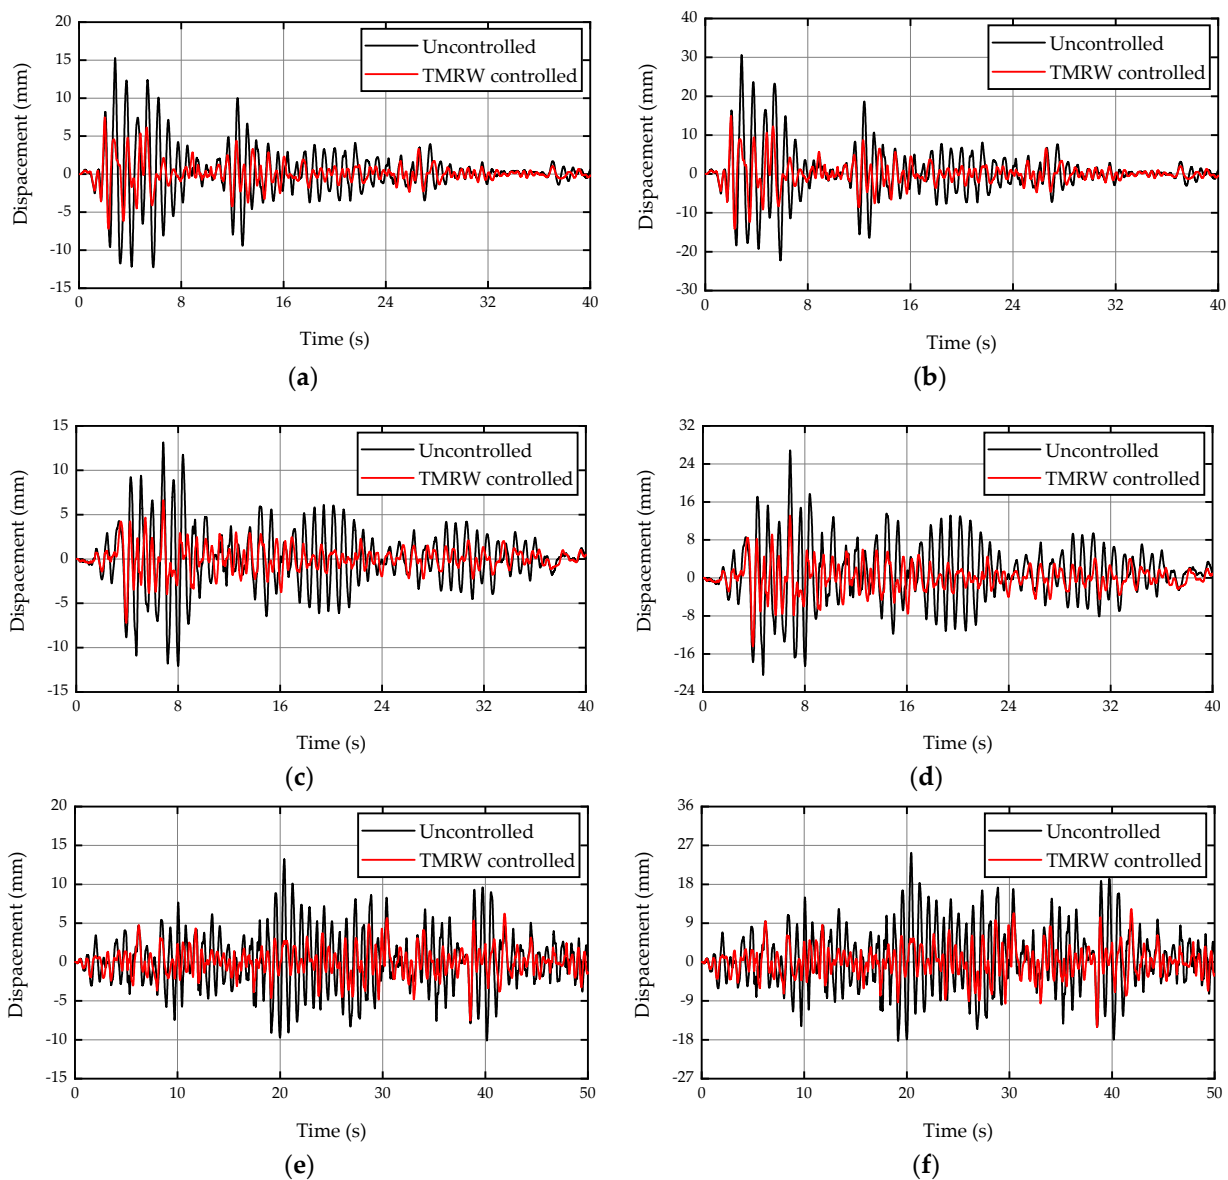 20
15
10
5
0
-5
-10
-15
Dispacement (mm)
Uncontrolled
TMRW controlled
0 8 16 24 32 40
Time (s)
(a)
40
30
20
10
0
-10
-20
-30
Dispacement (mm)
Uncontrolled
TMRW controlled
0 8 16 24 32 40
Time (s)
(b)
15
10
5
0
-5
-10
-15
Dispacement (mm)
Uncontrolled
TMRW controlled
0 8 16 24 32 40
Time (s)
(c)
32
24
16
8
0
-8
-16
-24
Dispacement (mm)
Uncontrolled
TMRW controlled
0 8 16 24 32 40
Time (s)
(d)
20
15
10
5
0
-5
-10
-15
Dispacement (mm)
Uncontrolled
TMRW controlled
0 10 20 30 40 50
Time (s)
(e)
36
27
18
9
0
-9
-18
-27
Dispacement (mm)
Uncontrolled
TMRW controlled
0 10 20 30 40 50
Time (s)
(f)